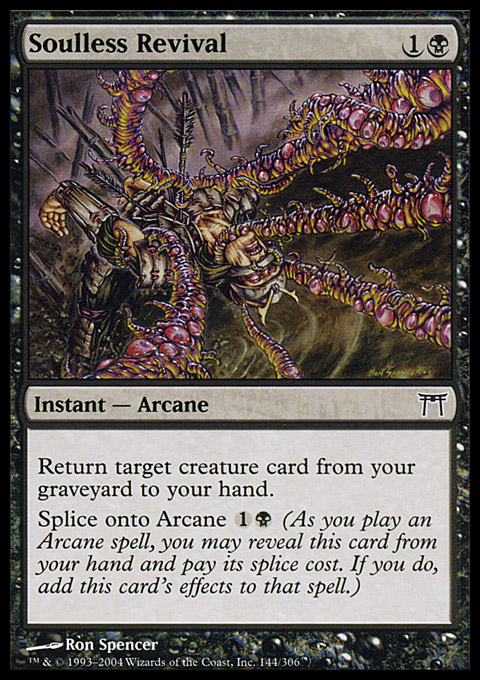 Soulless Revival 1
Instant — Arcane
Return target creature card from your
graveyard to your hand.
Splice onto Arcane 1 (As you play an
Arcane spell, you may reveal this card from
your hand and pay its splice cost. If you do,
add this card's effects to that spell.)
Ron Spencer
™ & © 1993–2004 Wizards of the Coast, Inc. 144/306